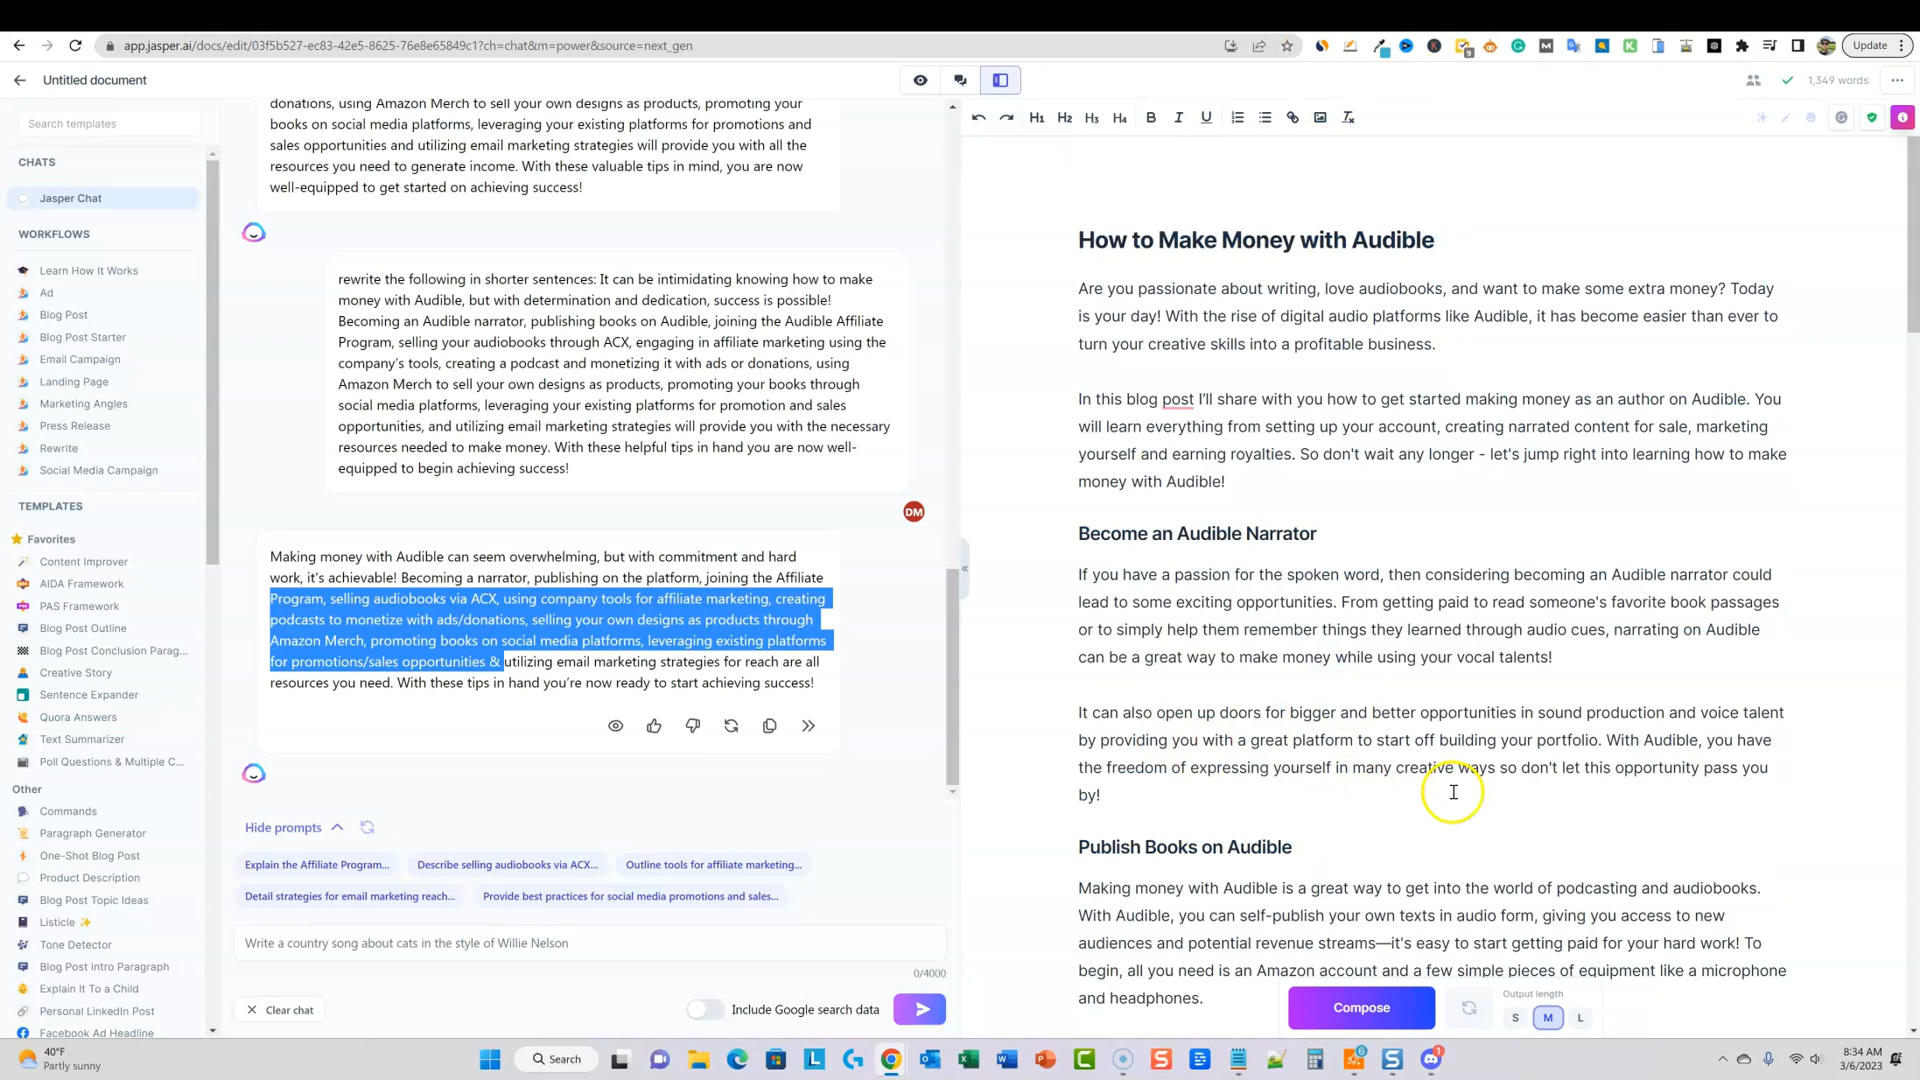 app.jasper.ai/docs/edit/03f5b527-ec83-42e5-8625-76e8e65849c1?ch=chat&m=power&source=next_gen
Update
Untitled document
1,349 words
Search templates
CHATS
Jasper Chat
WORKFLOWS
Learn How It Works
Ad
Blog Post
Blog Post Starter
Email Campaign
Landing Page
Marketing Angles
Press Release
Rewrite
Social Media Campaign
TEMPLATES
Favorites
Content Improver
AIDA Framework
PAS Framework
Blog Post Outline
Blog Post Conclusion Parag...
Creative Story
Sentence Expander
Quora Answers
Text Summarizer
Poll Questions & Multiple C...
Other
Commands
Paragraph Generator
One-Shot Blog Post
Product Description
Blog Post Topic Ideas
Listicle
Tone Detector
Blog Post Intro Paragraph
Explain It To a Child
Personal LinkedIn Post
Facebook Ad Headline
donations, using Amazon Merch to sell your own designs as products, promoting your
books on social media platforms, leveraging your existing platforms for promotions and
sales opportunities and utilizing email marketing strategies will provide you with all the
resources you need to generate income. With these valuable tips in mind, you are now
well-equipped to get started on achieving success!
rewrite the following in shorter sentences: It can be intimidating knowing how to make
money with Audible, but with determination and dedication, success is possible!
Becoming an Audible narrator, publishing books on Audible, joining the Audible Affiliate
Program, selling your audiobooks through ACX, engaging in affiliate marketing using the
company's tools, creating a podcast and monetizing it with ads or donations, using
Amazon Merch to sell your own designs as products, promoting your books through
social media platforms, leveraging your existing platforms for promotion and sales
opportunities, and utilizing email marketing strategies will provide you with the necessary
resources needed to make money. With these helpful tips in hand you are now well-
equipped to begin achieving success!
DM
Making money with Audible can seem overwhelming, but with commitment and hard
work, it's achievable! Becoming a narrator, publishing on the platform, joining the Affiliate
Program, selling audiobooks via ACX, using company tools for affiliate marketing, creating
podcasts to monetize with ads/donations, selling your own designs as products through
Amazon Merch, promoting books on social media platforms, leveraging existing platforms
for promotions/sales opportunities & utilizing email marketing strategies for reach are all
resources you need. With these tips in hand you're now ready to start achieving success!
Hide prompts
Explain the Affiliate Program...
Describe selling audiobooks via ACX...
Outline tools for affiliate marketing...
Detail strategies for email marketing reach...
Provide best practices for social media promotions and sales...
Write a country song about cats in the style of Willie Nelson
0/4000
Clear chat
Include Google search data
H1 H2 H3 H4 B I U
How to Make Money with Audible
Are you passionate about writing, love audiobooks, and want to make some extra money? Today
is your day! With the rise of digital audio platforms like Audible, it has become easier than ever to
turn your creative skills into a profitable business.
In this blog post I'll share with you how to get started making money as an author on Audible. You
will learn everything from setting up your account, creating narrated content for sale, marketing
yourself and earning royalties. So don't wait any longer - let's jump right into learning how to make
money with Audible!
Become an Audible Narrator
If you have a passion for the spoken word, then considering becoming an Audible narrator could
lead to some exciting opportunities. From getting paid to read someone's favorite book passages
or to simply help them remember things they learned through audio cues, narrating on Audible
can be a great way to make money while using your vocal talents!
It can also open up doors for bigger and better opportunities in sound production and voice talent
by providing you with a great platform to start off building your portfolio. With Audible, you have
the freedom of expressing yourself in many creative ways so don't let this opportunity pass you
by!
Publish Books on Audible
Making money with Audible is a great way to get into the world of podcasting and audiobooks.
With Audible, you can self-publish your own texts in audio form, giving you access to new
audiences and potential revenue streams—it's easy to start getting paid for your hard work! To
begin, all you need is an Amazon account and a few simple pieces of equipment like a microphone
and headphones.
Compose
Output length
S M L
40°F
Partly sunny
Search
8:34 AM
3/6/2023